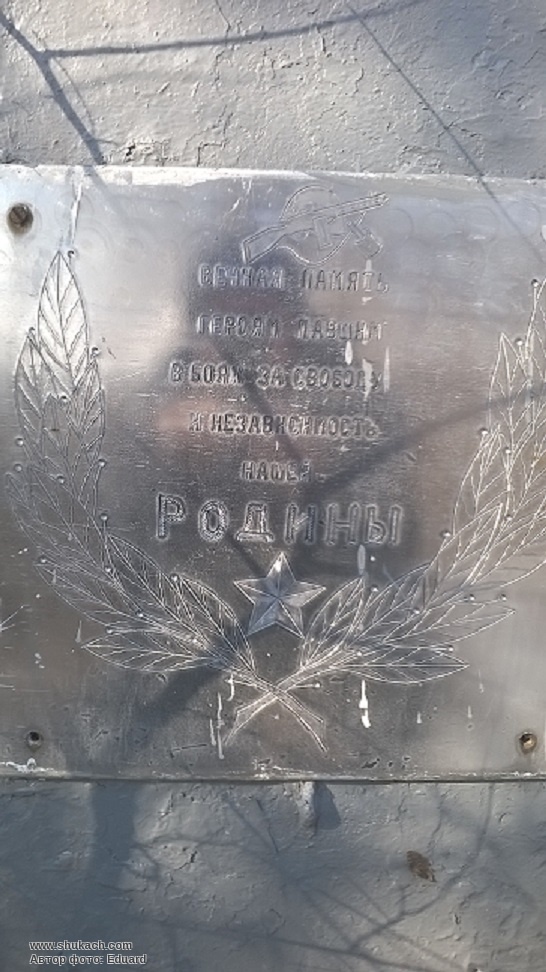 ВЕЧНАЯ ПАМЯТЬ
ГЕРОЯМ ПАВШИМ
В БОЯХ ЗА СВОБОДУ
И НЕЗАВИСИМОСТЬ
НАШЕЙ
РОДИНЫ
www.shukach.com
Автор фото: Eduard